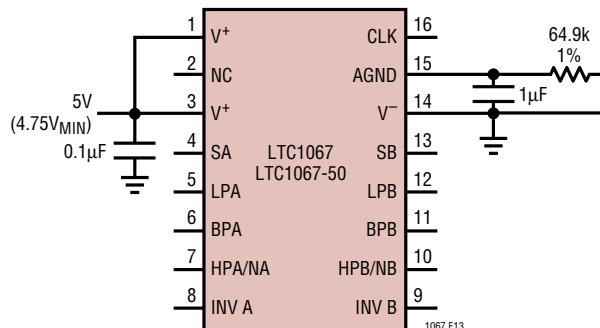 1
V+
2
NC
5V
3
V+
(4.75VMIN)
0.1µF
4
SA
5
LPA
6
BPA
7
HPA/NA
8
INV A
LTC1067
LTC1067-50
CLK
16
64.9k
1%
AGND
15
1µF
V−
14
SB
13
LPB
12
BPB
11
HPB/NB
10
INV B
9
1067 F13